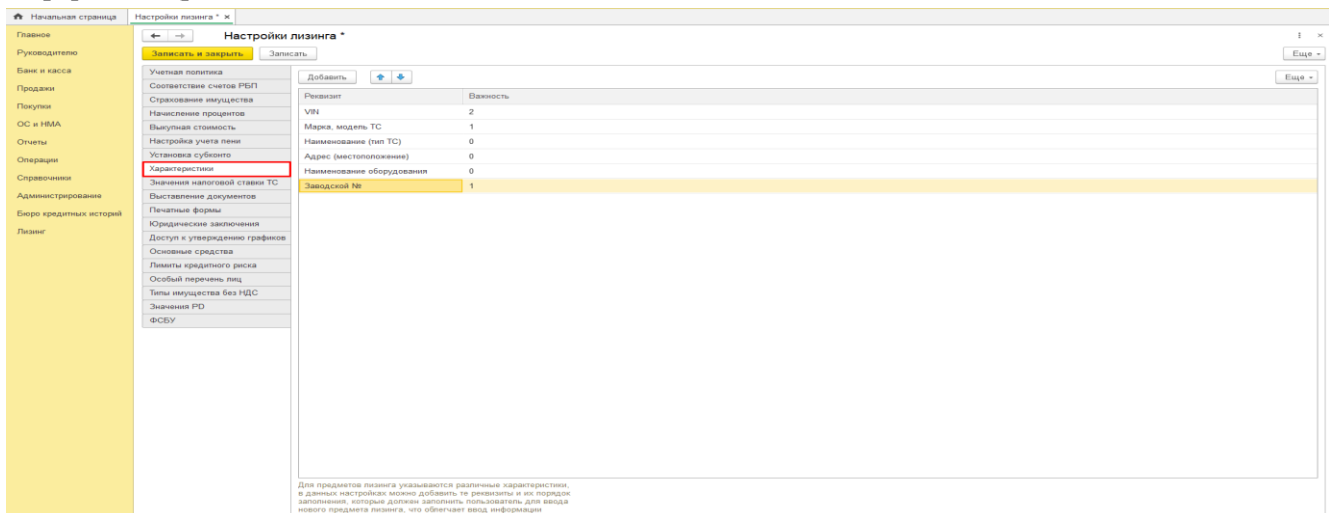 Начальная страница
Настройки лизинга * ×
Главное
Руководителю
Банк и касса
Продажи
Покупки
ОС и НМА
Отчеты
Операции
Справочники
Администрирование
Бюро кредитных историй
Лизинг
Настройки лизинга *
Записать и закрыть
Записать
Еще
Учетная политика
Соответствие счетов РБП
Страхование имущества
Начисление процентов
Выкупная стоимость
Настройка учета пени
Установка субконто
Характеристики
Значения налоговой ставки ТС
Выставление документов
Печатные формы
Юридические заключения
Доступ к утверждению графиков
Основные средства
Лимиты кредитного риска
Особый перечень лиц
Типы имущества без НДС
Значения PD
ФСБУ
Добавить
Еще
Реквизит Важность
VIN 2
Марка, модель ТС 1
Наименование (тип ТС) 0
Адрес (местоположение) 0
Наименование оборудования 0
Заводской № 1
Для предметов лизинга указываются различные характеристики,
в данных настройках можно добавить те реквизиты и их порядок
заполнения, которые должен заполнить пользователь для ввода
нового предмета лизинга, что облегчает ввод информации